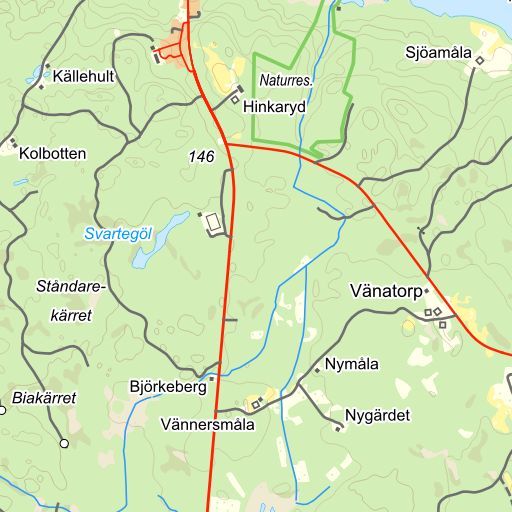 Sjöamåla
Källehult
Naturres.
Hinkaryd
Kolbotten
146
Svartegöl
Ståndare-
kärret
Vänatorp
Nymåla
Björkeberg
Biakärret
Nygärdet
Vännersmåla